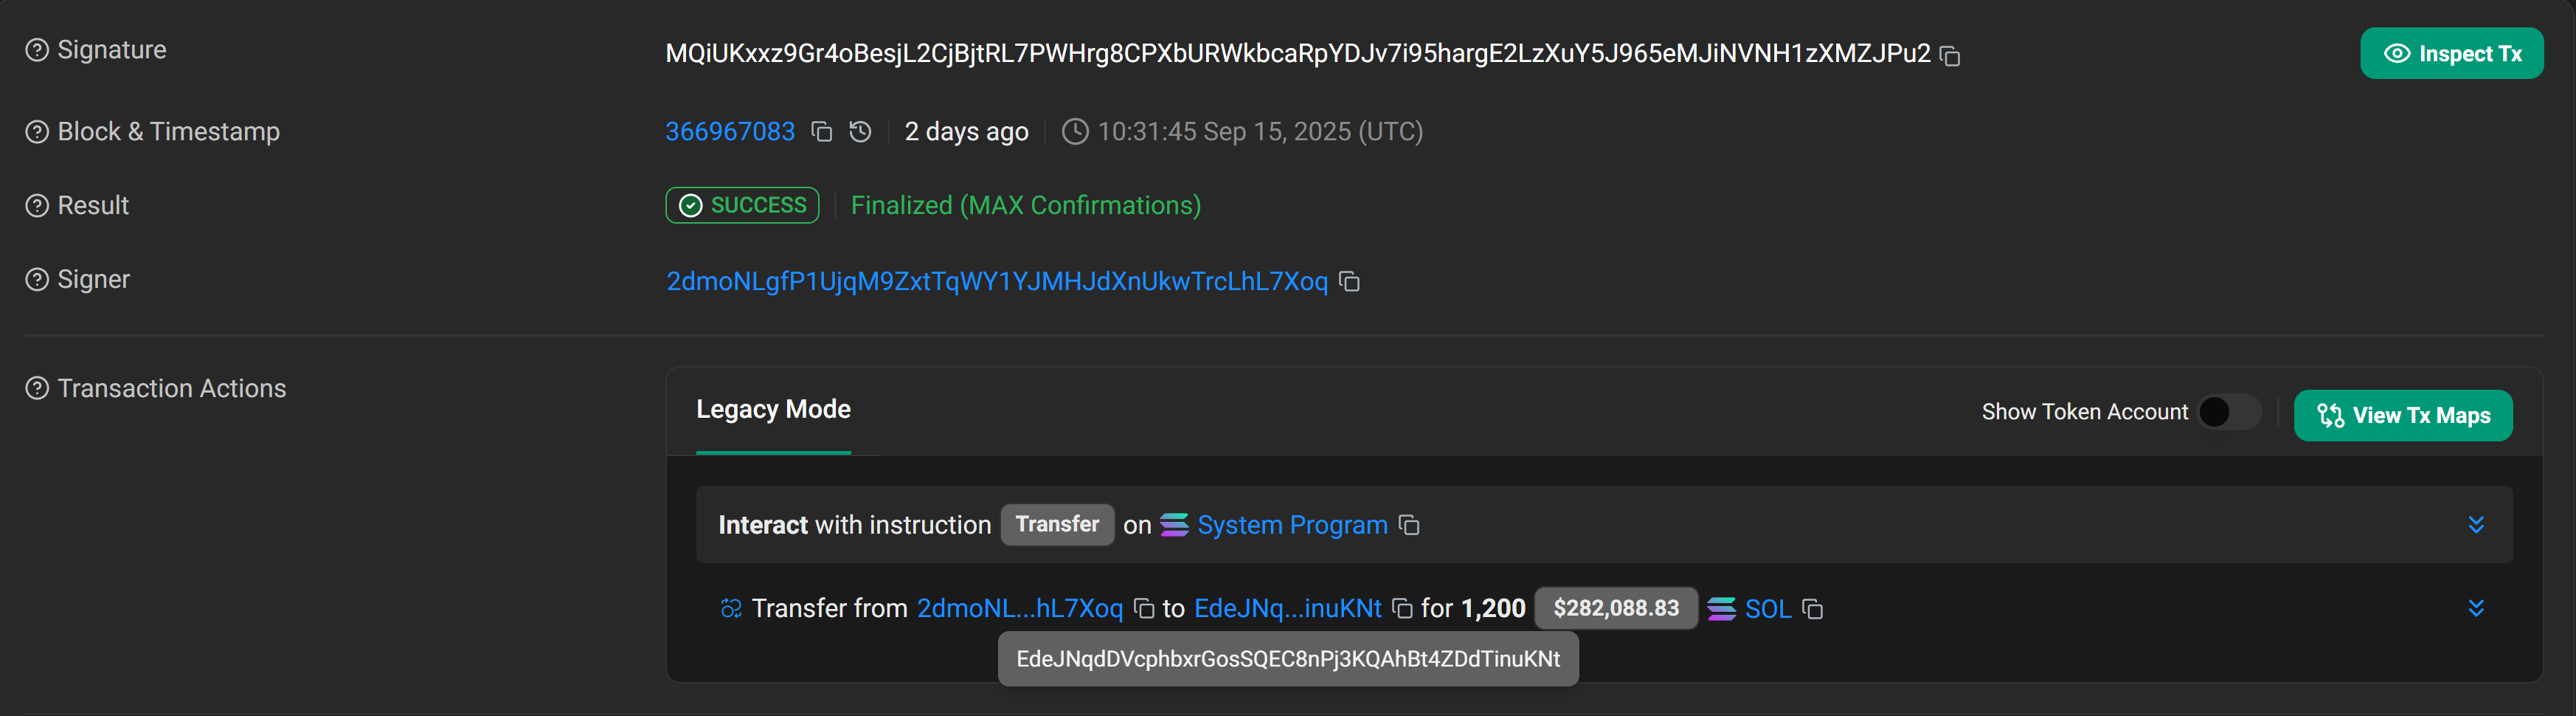 Signature
MQiUKxxz9Gr4oBesjL2CjBjtRL7PWHrg8CPXbURWkbcaRpYDJv7i95hargE2LzXuY5J965eMJiNVNH1zXMZJPu2
Inspect Tx
Block & Timestamp
366967083 2 days ago 10:31:45 Sep 15, 2025 (UTC)
Result
SUCCESS Finalized (MAX Confirmations)
Signer
2dmoNLgfP1UjqM9ZxtTqWY1YJMHJdXnUkwTrcLhL7Xoq
Transaction Actions
Legacy Mode
Show Token Account
View Tx Maps
Interact with instruction Transfer on System Program
Transfer from 2dmoNL...hL7Xoq to EdeJNq...inuKNt for 1,200 $282,088.83 SOL
EdeJNqdDVcphbxrGosSQEC8nPj3KQAhBt4ZDdTinuKNt